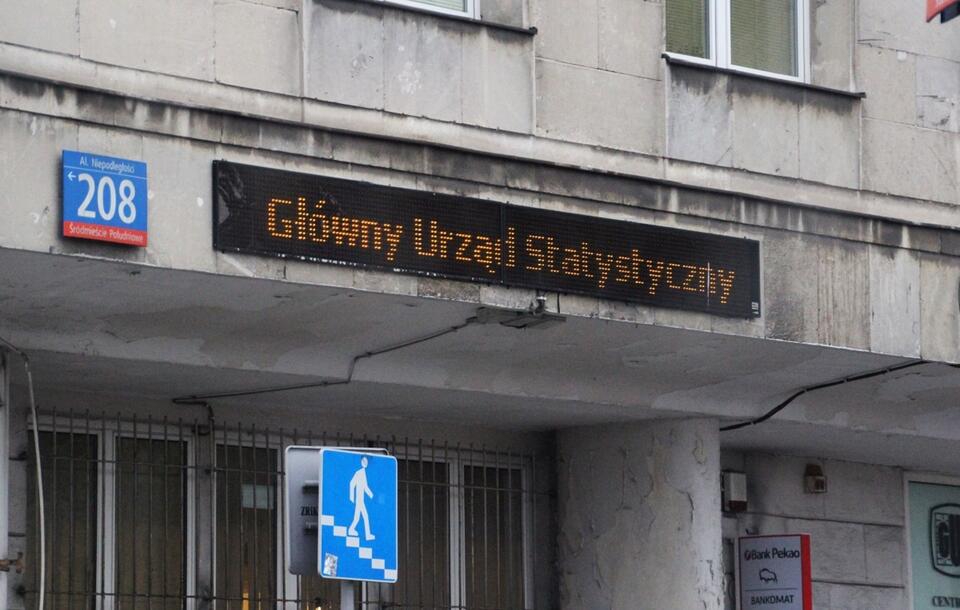 Al. Niepodległości
208
Śródmieście Południowe
Główny Urząd Statystyczny
Bank Pekao
BANKOMAT